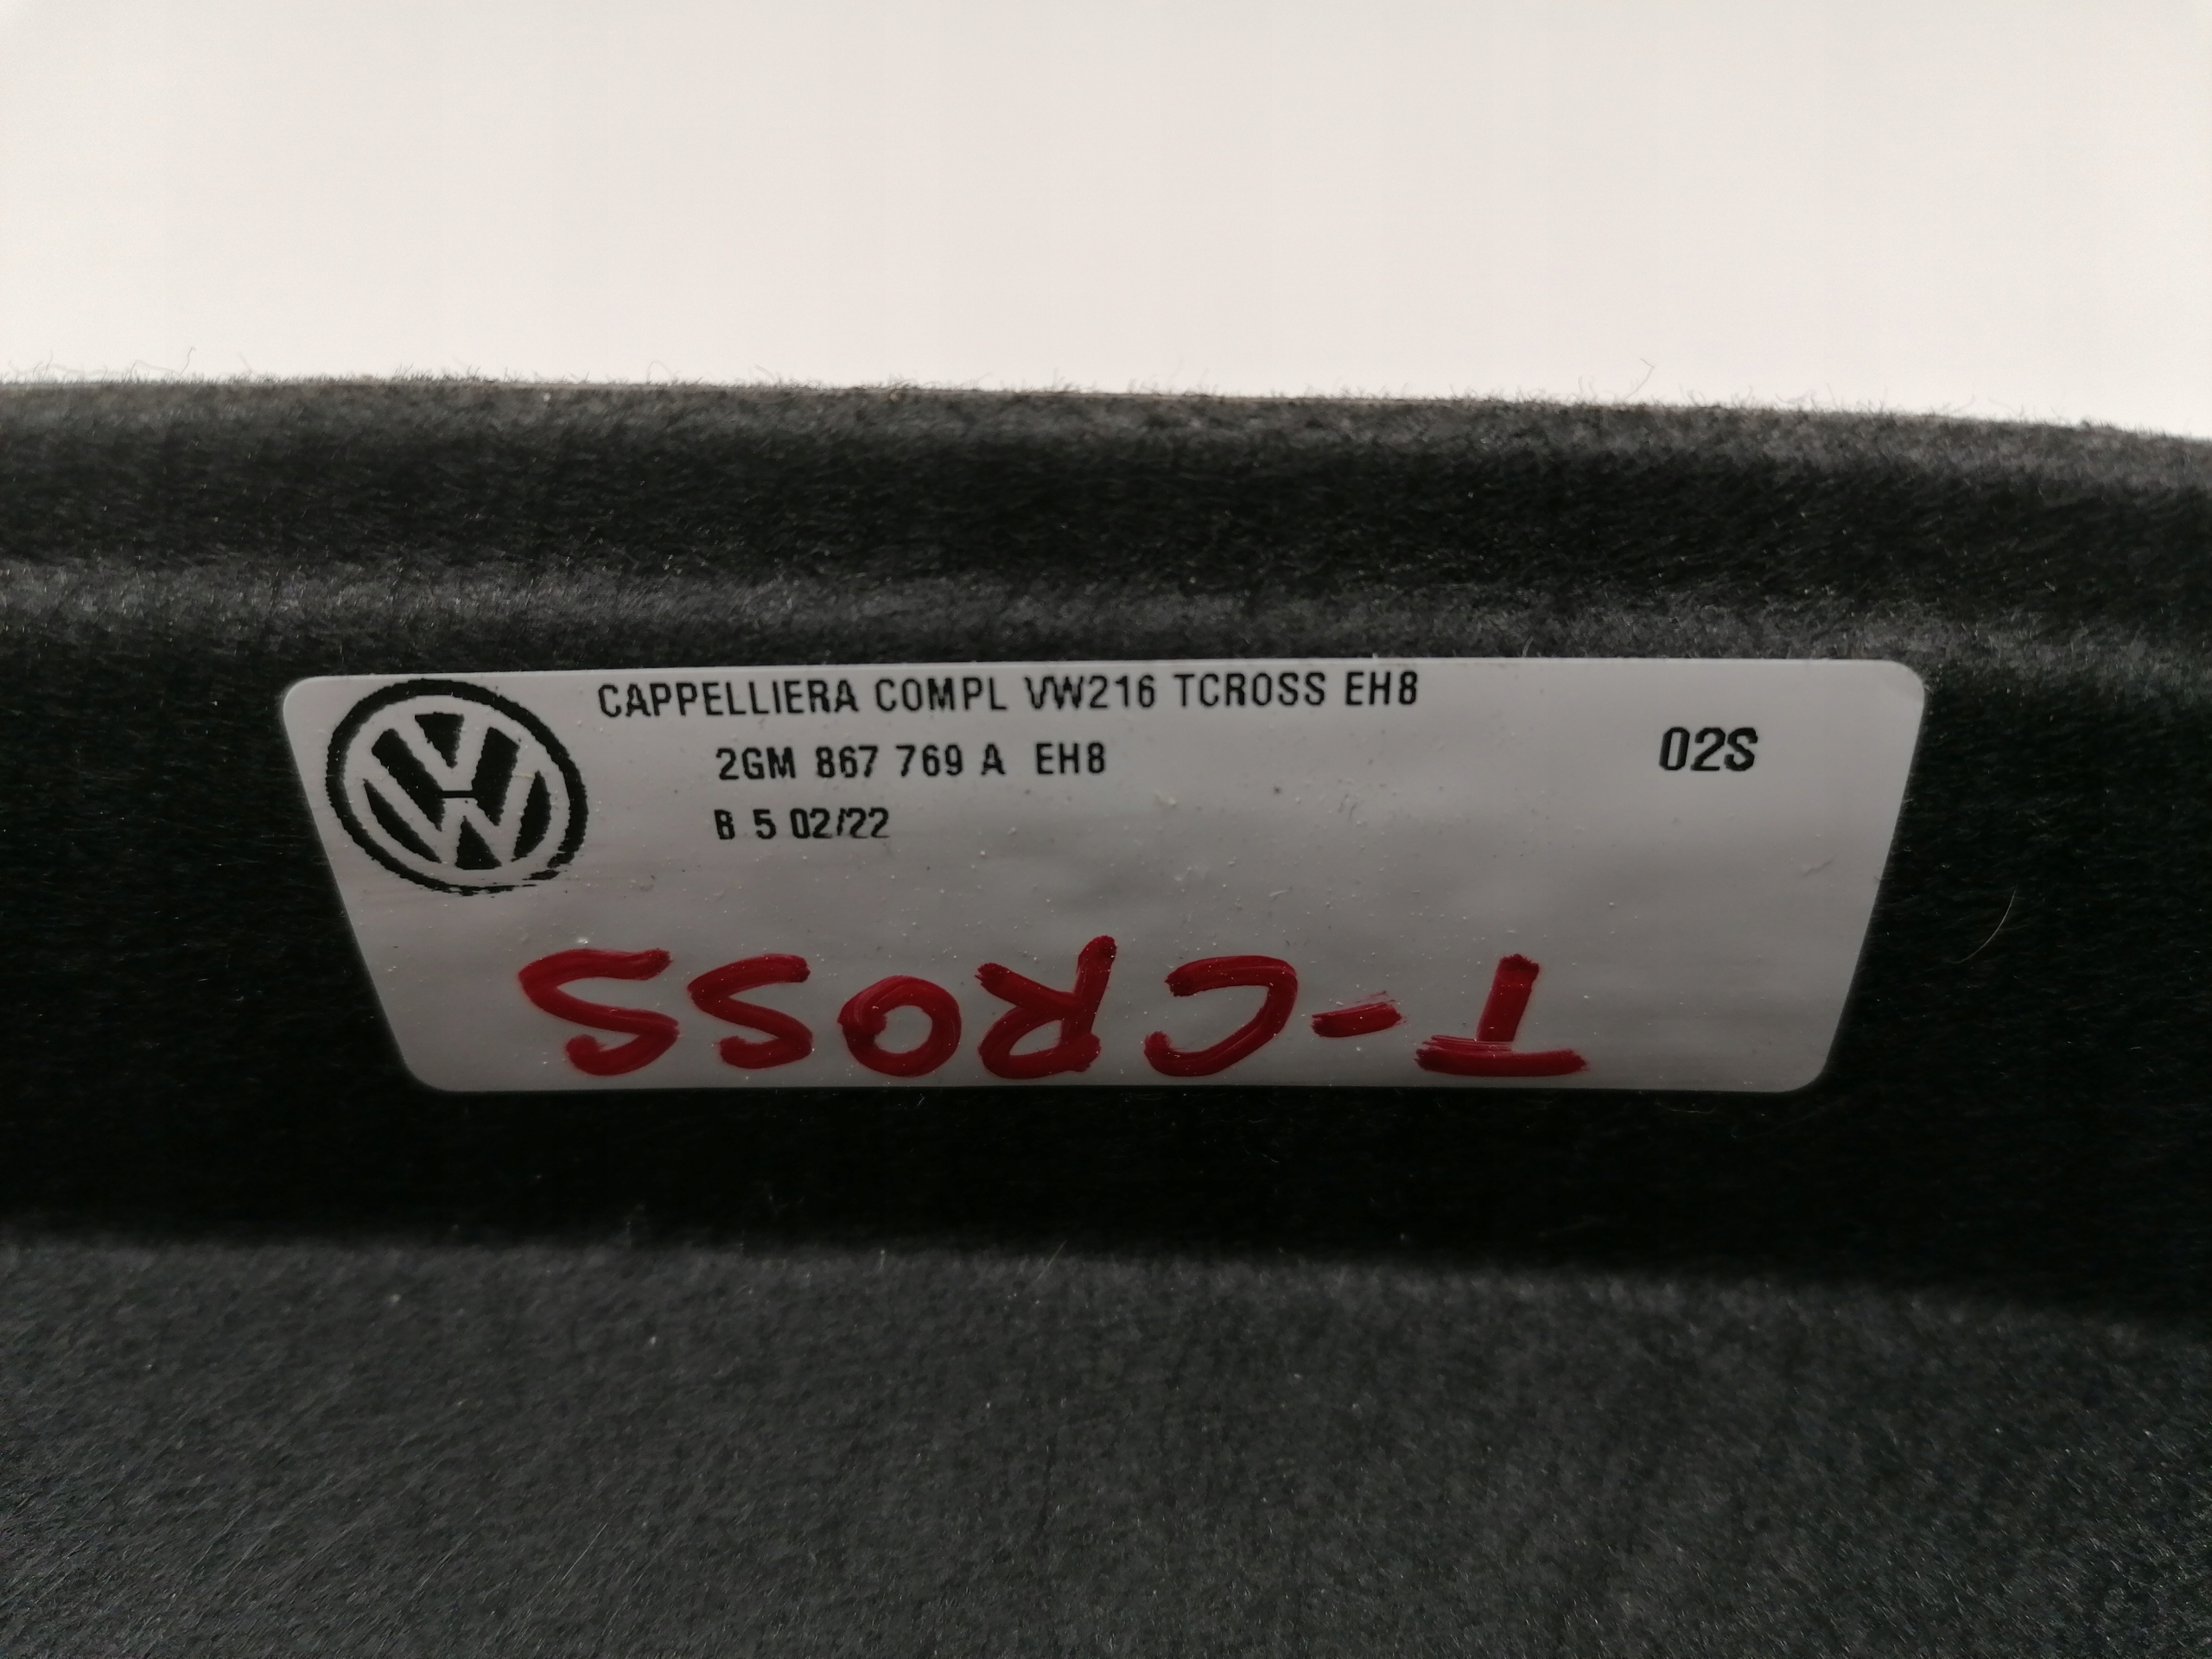 CAPPELLIERA COMPL VW216 TCROSS EH8
2GM 867 769 A EH8
02S
B 5 02/22
T-CROSS